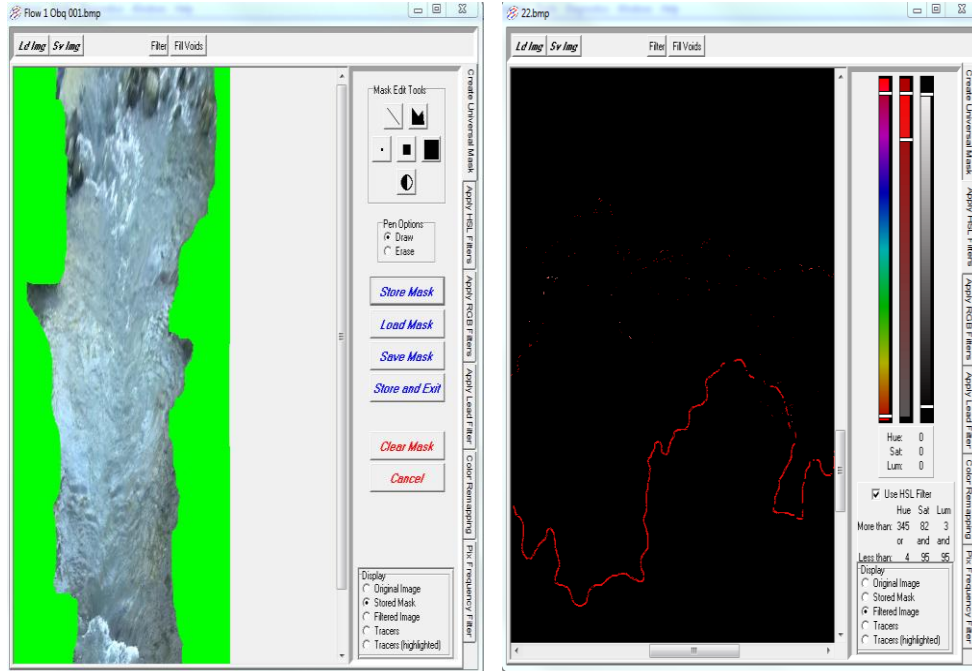 Flow 1 Obq 001.bmp
Ld Img Sv Img Filter Fill Voids
Mask Edit Tools
Pen Options
Draw
Erase
Store Mask
Load Mask
Save Mask
Store and Exit
Clear Mask
Cancel
Display
Original Image
Stored Mask
Filtered Image
Tracers
Tracers (highlighted)
Create Universal Mask
Apply HSL Filters
Apply RGB Filters
Apply Lead Filter
Color Remapping
Pix Frequency Filter
22.bmp
Ld Img Sv Img Filter Fill Voids
Hue: 0
Sat: 0
Lum: 0
Use HSL Filter
Hue Sat Lum
More than: 345 82 3
or and and
Less than: 4 95 95
Display
Original Image
Stored Mask
Filtered Image
Tracers
Tracers (highlighted)
Create Universal Mask
Apply HSL Filters
Apply RGB Filters
Apply Lead Filter
Color Remapping
Pix Frequency Filter